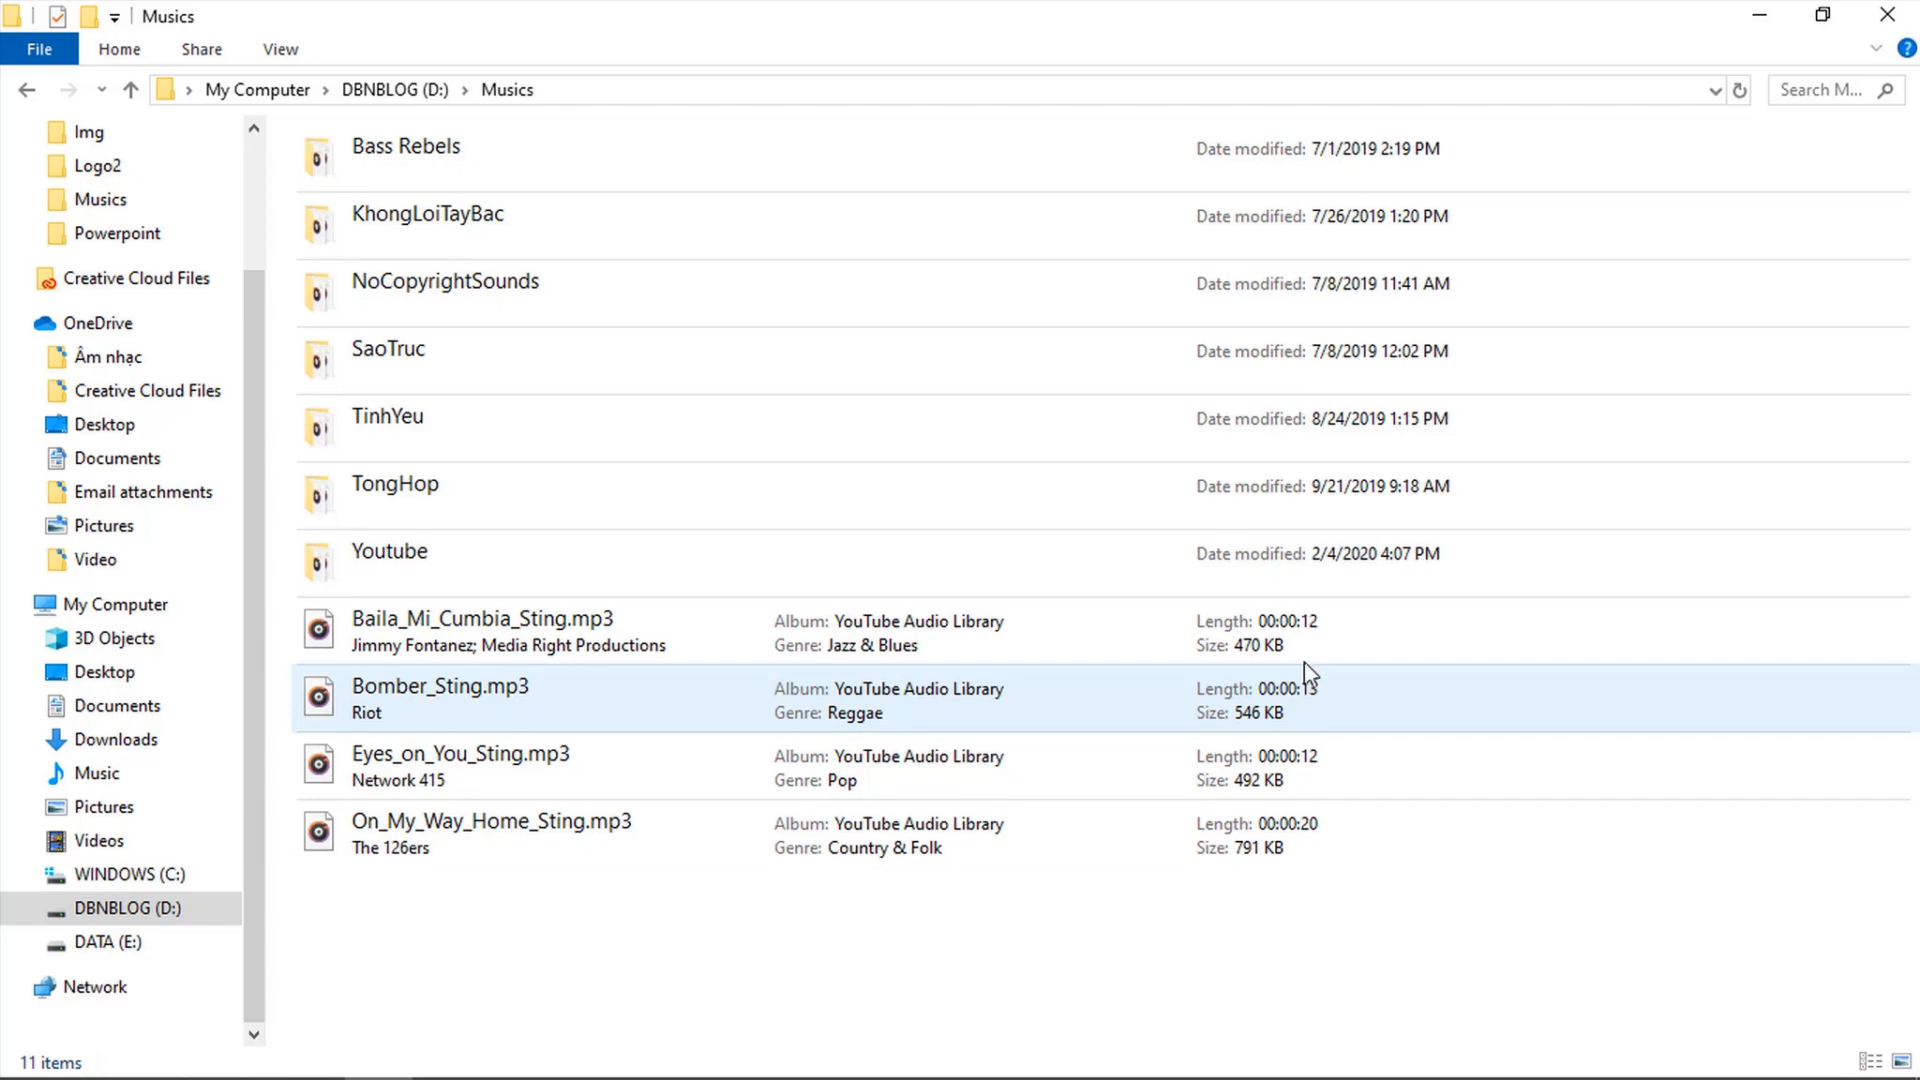 Musics
File Home Share View
My Computer > DBNBLOG (D:) > Musics
Search M...
Img
Logo2
Musics
Powerpoint
Creative Cloud Files
OneDrive
Âm nhạc
Creative Cloud Files
Desktop
Documents
Email attachments
Pictures
Video
My Computer
3D Objects
Desktop
Documents
Downloads
Music
Pictures
Videos
WINDOWS (C:)
DBNBLOG (D:)
DATA (E:)
Network
Bass Rebels Date modified: 7/1/2019 2:19 PM
KhongLoiTayBac Date modified: 7/26/2019 1:20 PM
NoCopyrightSounds Date modified: 7/8/2019 11:41 AM
SaoTruc Date modified: 7/8/2019 12:02 PM
TinhYeu Date modified: 8/24/2019 1:15 PM
TongHop Date modified: 9/21/2019 9:18 AM
Youtube Date modified: 2/4/2020 4:07 PM
Baila_Mi_Cumbia_Sting.mp3 Album: YouTube Audio Library Length: 00:00:12
Jimmy Fontanez; Media Right Productions Genre: Jazz & Blues Size: 470 KB
Bomber_Sting.mp3 Album: YouTube Audio Library Length: 00:00:13
Riot Genre: Reggae Size: 546 KB
Eyes_on_You_Sting.mp3 Album: YouTube Audio Library Length: 00:00:12
Network 415 Genre: Pop Size: 492 KB
On_My_Way_Home_Sting.mp3 Album: YouTube Audio Library Length: 00:00:20
The 126ers Genre: Country & Folk Size: 791 KB
11 items